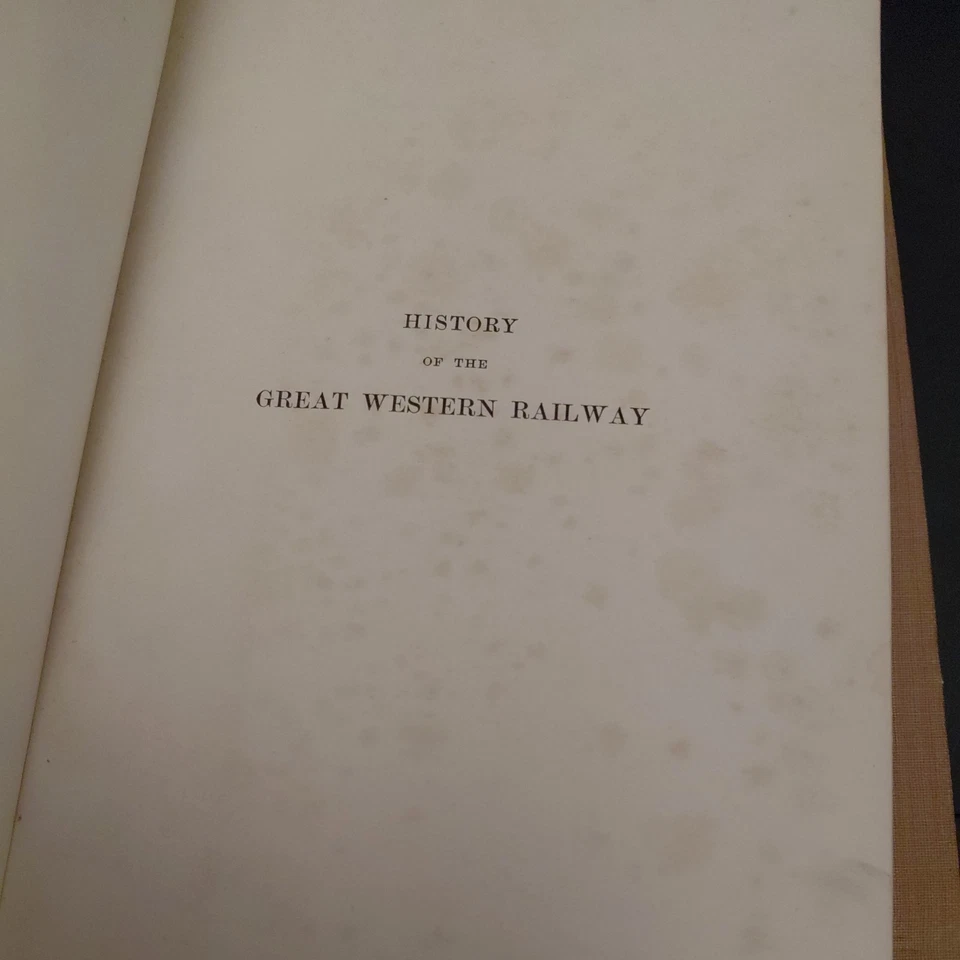 HISTORY
OF THE
GREAT WESTERN RAILWAY